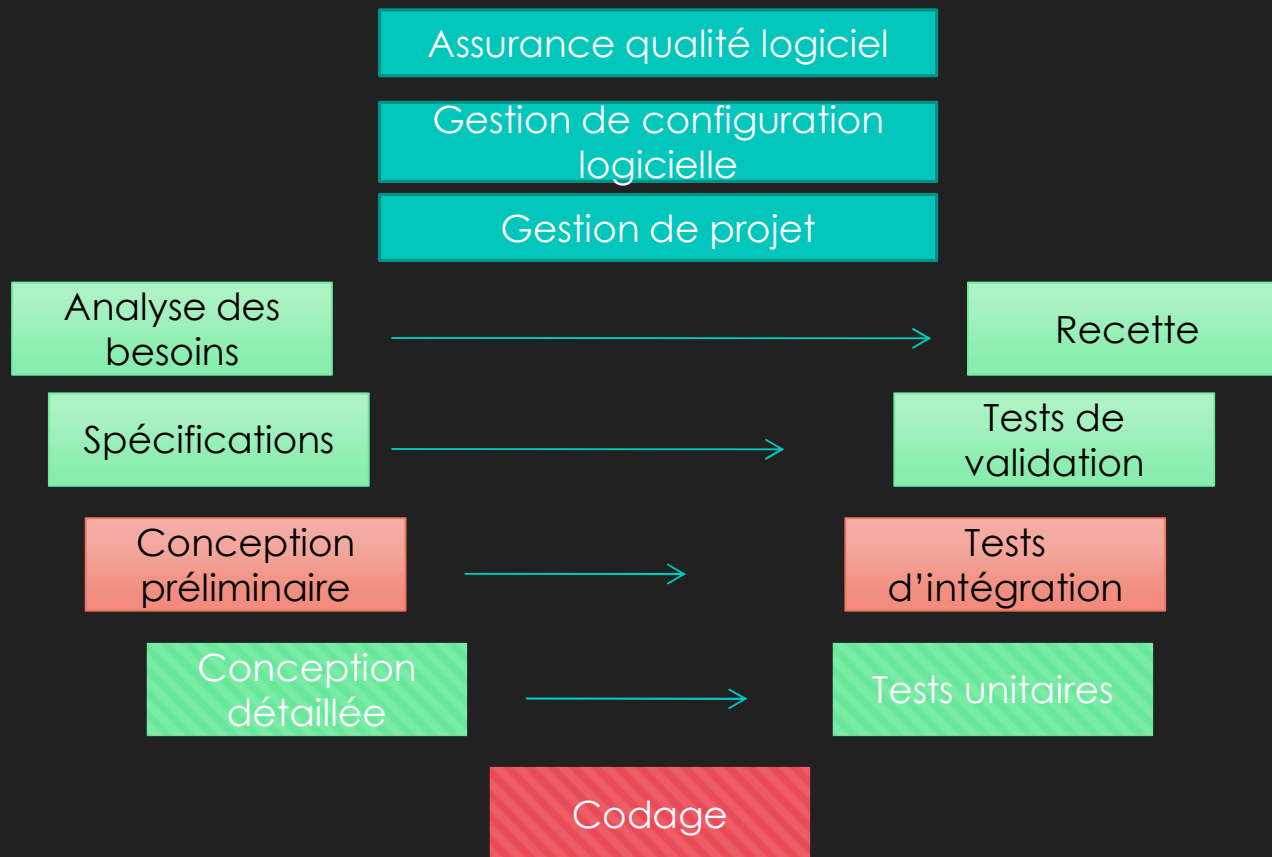 Assurance qualité logiciel
Gestion de configuration
logicielle
Gestion de projet
Analyse des
besoins
Recette
Spécifications
Tests de
validation
Conception
préliminaire
Tests
d’intégration
Conception
détaillée
Tests unitaires
Codage